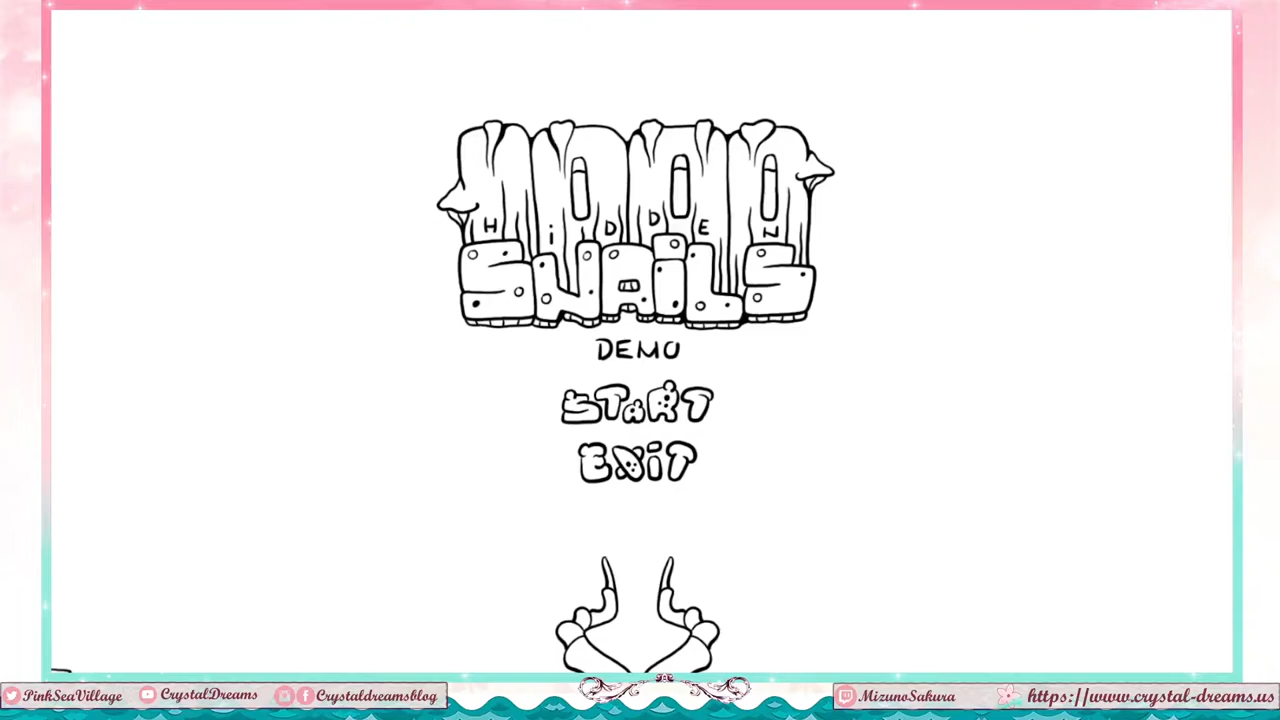 HiDDEN
SNAiLS
DEMO
START
EXiT
PinkSeaVillage CrystalDreams Crystaldreamsblog MizunoSakura https://www.crystal-dreams.us